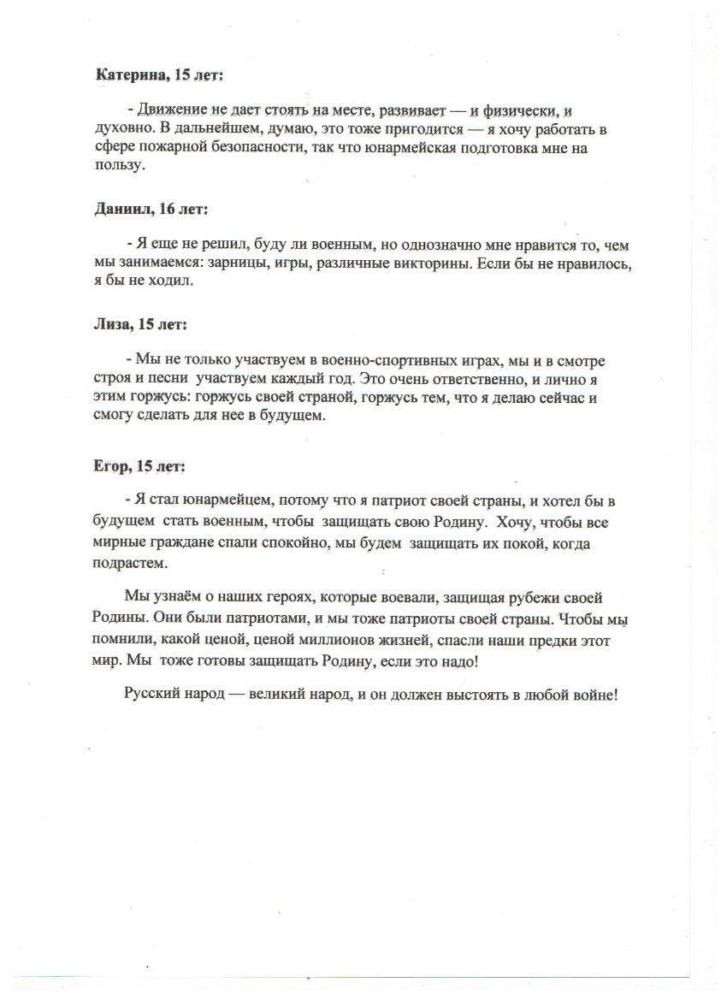 Катерина, 15 лет:
- Движение не дает стоять на месте, развивает — и физически, и
духовно. В дальнейшем, думаю, это тоже пригодится — я хочу работать в
сфере пожарной безопасности, так что юнармейская подготовка мне на
пользу.
Даниил, 16 лет:
- Я еще не решил, буду ли военным, но однозначно мне нравится то, чем
мы занимаемся: зарницы, игры, различные викторины. Если бы не нравилось,
я бы не ходил.
Лиза, 15 лет:
- Мы не только участвуем в военно-спортивных играх, мы и в смотре
строя и песни  участвуем каждый год. Это очень ответственно, и лично я
этим горжусь: горжусь своей страной, горжусь тем, что я делаю сейчас и
смогу сделать для нее в будущем.
Егор, 15 лет:
- Я стал юнармейцем, потому что я патриот своей страны, и хотел бы в
будущем  стать военным, чтобы  защищать свою Родину.  Хочу, чтобы все
мирные граждане спали спокойно, мы будем  защищать их покой, когда
подрастем.
Мы узнаём о наших героях, которые воевали, защищая рубежи своей
Родины. Они были патриотами, и мы тоже патриоты своей страны. Чтобы мы
помнили, какой ценой, ценой миллионов жизней, спасли наши предки этот
мир. Мы  тоже готовы защищать Родину, если это надо!
Русский народ — великий народ, и он должен выстоять в любой войне!